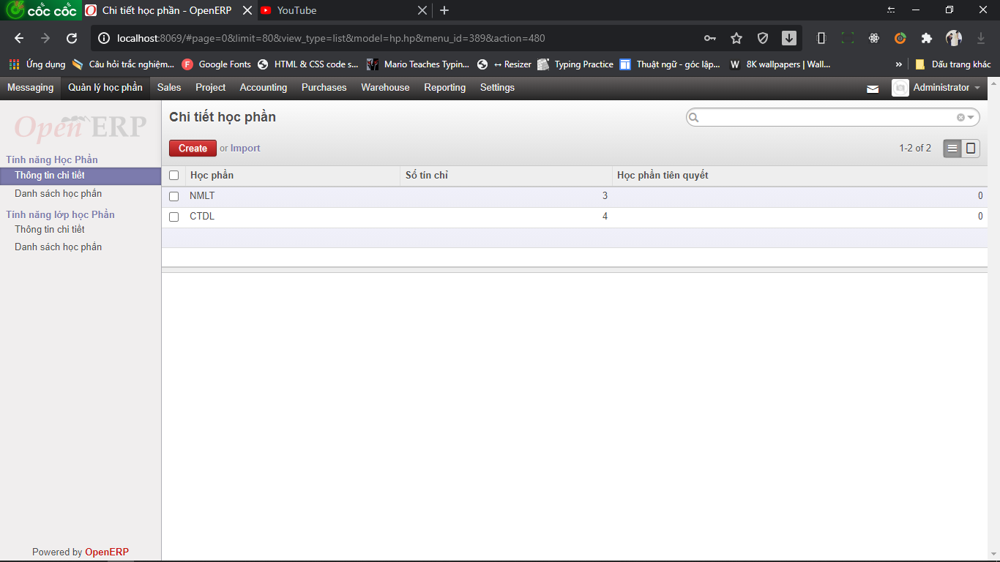 cốc cốc Chi tiết học phần - OpenERP YouTube
localhost:8069/#page=0&limit=80&view_type=list&model=hp.hp&menu_id=389&action=480
Ứng dụng Câu hỏi trắc nghiệm... Google Fonts HTML & CSS code s... Mario Teaches Typin... ↔ Resizer Typing Practice Thuật ngữ - góc lập... 8K wallpapers | Wall... » Dấu trang khác
Messaging Quản lý học phần Sales Project Accounting Purchases Warehouse Reporting Settings Administrator
Open ERP
Chi tiết học phần
Create or Import 1-2 of 2
Tính năng Học Phần
Thông tin chi tiết
Danh sách học phần
Tính năng lớp học Phần
Thông tin chi tiết
Danh sách học phần
Học phần Số tín chỉ Học phần tiên quyết
NMLT 3 0
CTDL 4 0
Powered by OpenERP